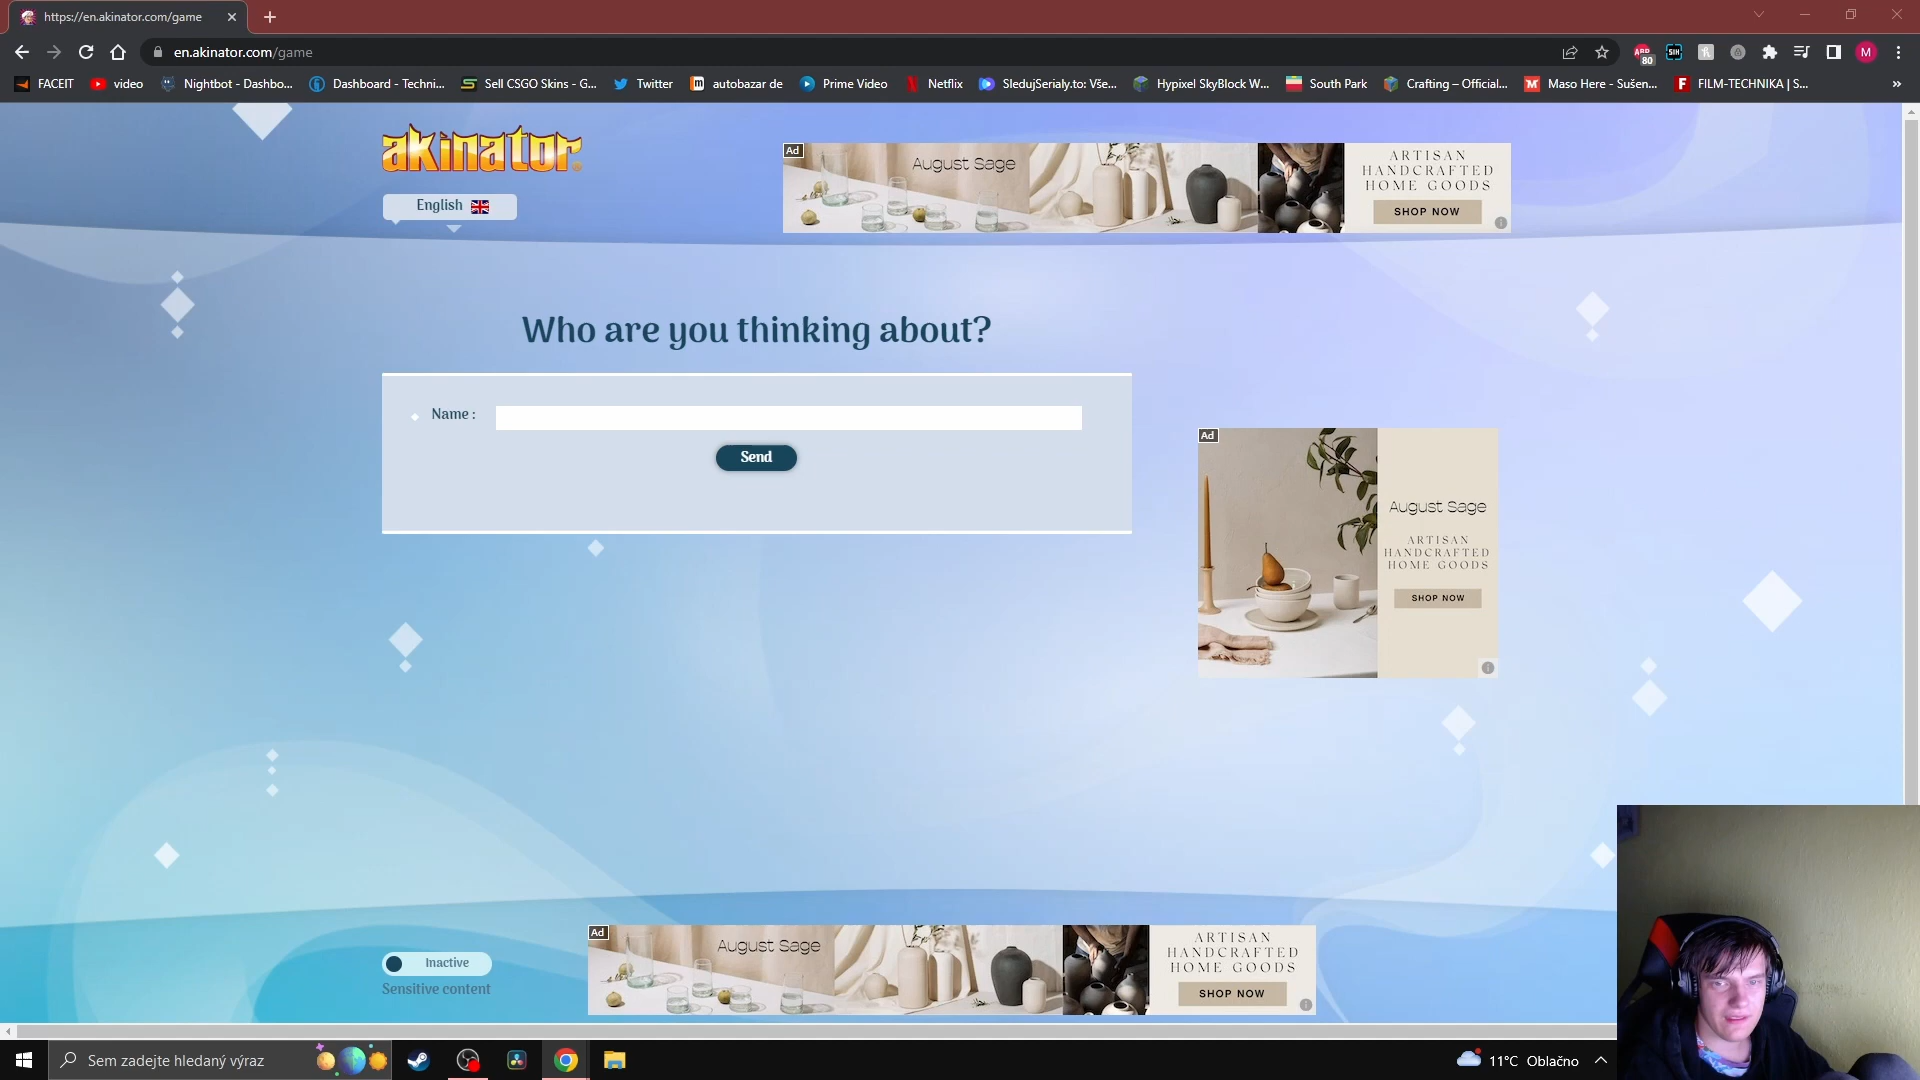 https://en.akinator.com/game
en.akinator.com/game
80
SIH
M
FACEIT
video
Nightbot - Dashbo...
Dashboard - Techni...
Sell CSGO Skins - G...
Twitter
autobazar de
Prime Video
Netflix
SledujSerialy.to: Vše...
Hypixel SkyBlock W...
South Park
Crafting – Official...
Maso Here - Sušen...
FILM-TECHNIKA | S...
»
akinator
English
Ad
August Sage
ARTISAN
HANDCRAFTED
HOME GOODS
SHOP NOW
Who are you thinking about?
Name :
Send
Ad
August Sage
ARTISAN
HANDCRAFTED
HOME GOODS
SHOP NOW
Ad
August Sage
ARTISAN
HANDCRAFTED
HOME GOODS
SHOP NOW
Inactive
Sensitive content
Sem zadejte hledaný výraz
11°C Oblačno